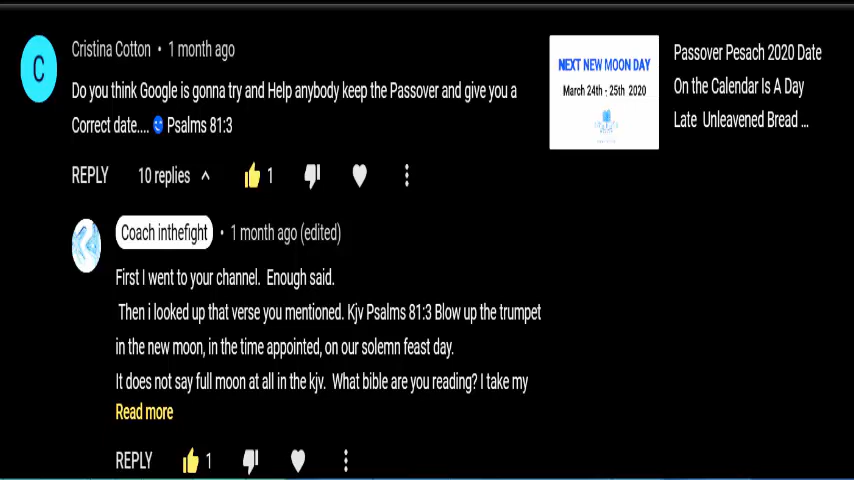 Cristina Cotton • 1 month ago
Do you think Google is gonna try and Help anybody keep the Passover and give you a
Correct date.... Psalms 81:3
REPLY 10 replies 1
Coach inthefight • 1 month ago (edited)
First I went to your channel. Enough said.
Then i looked up that verse you mentioned. Kjv Psalms 81:3 Blow up the trumpet
in the new moon, in the time appointed, on our solemn feast day.
It does not say full moon at all in the kjv. What bible are you reading? I take my
Read more
REPLY 1
C
NEXT NEW MOON DAY
March 24th - 25th 2020
Passover Pesach 2020 Date
On the Calendar Is A Day
Late Unleavened Bread ...